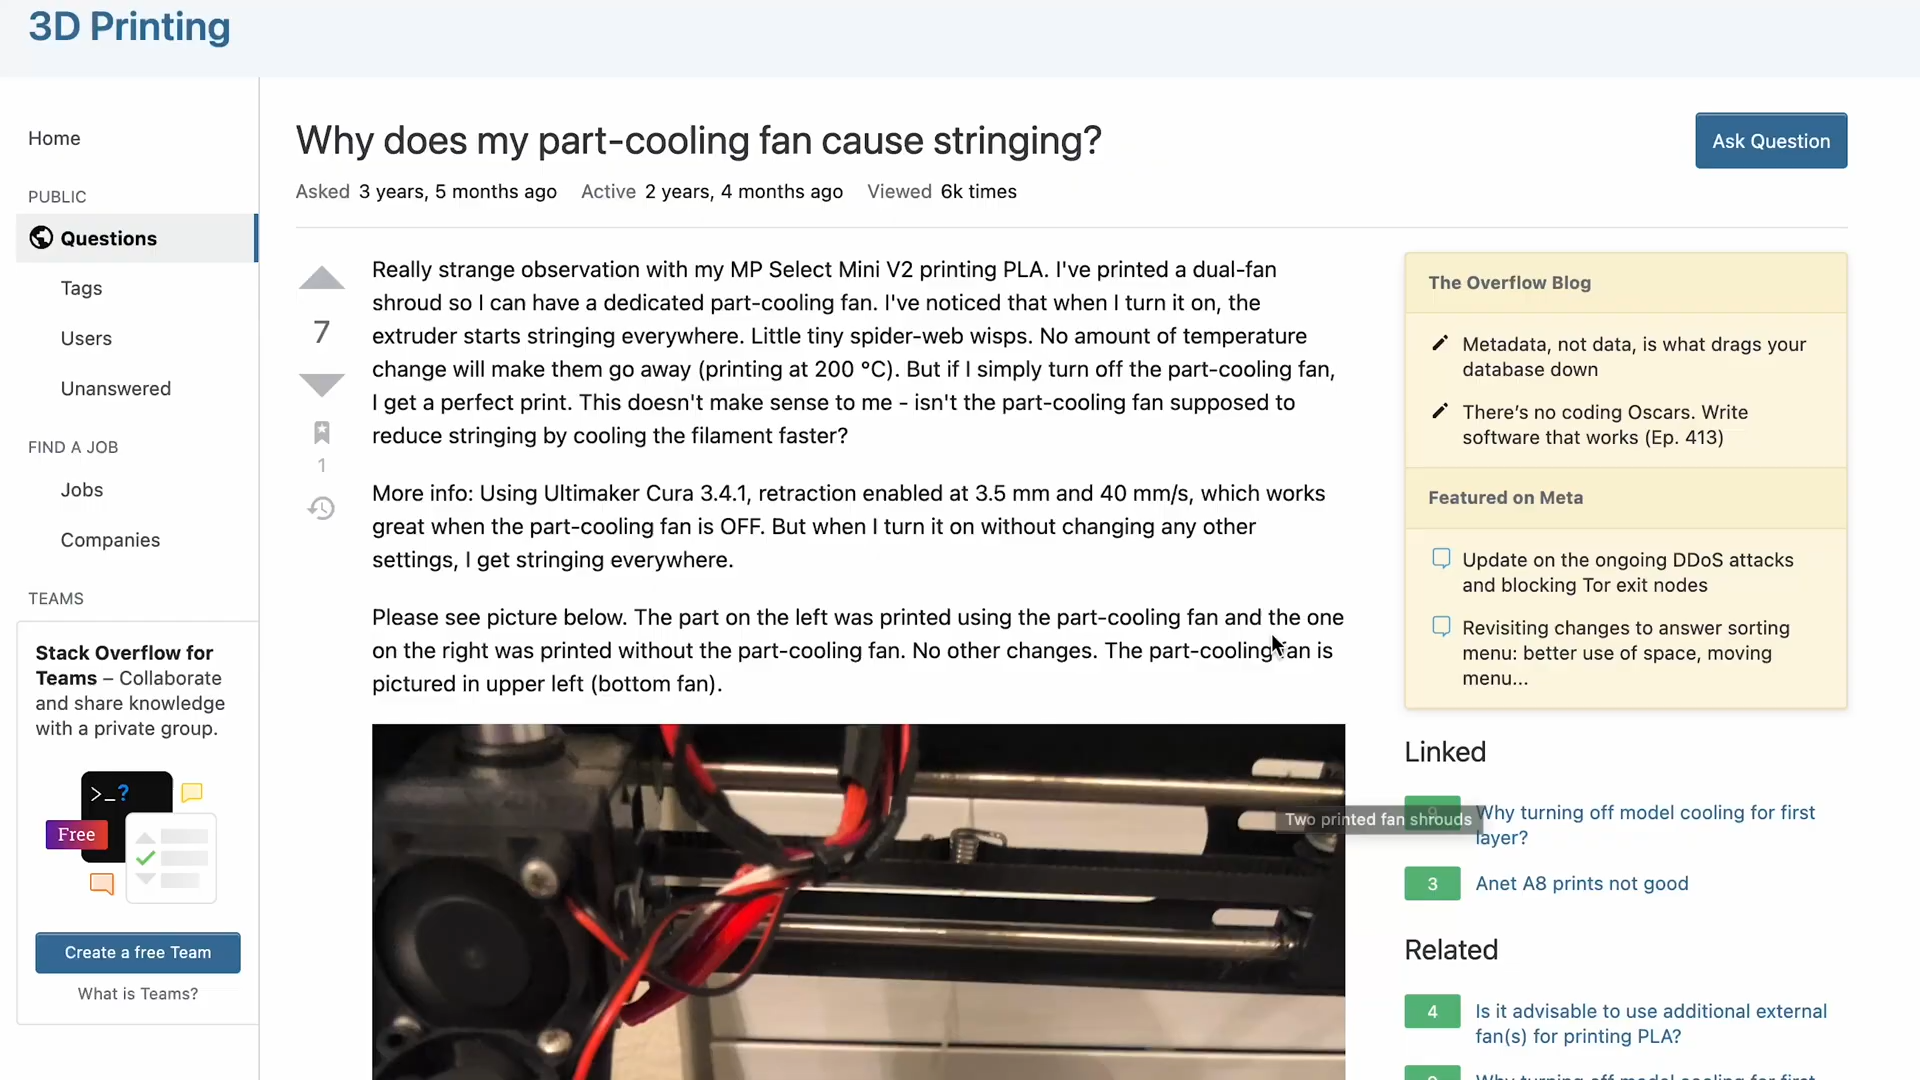 3D Printing
Home
PUBLIC
Questions
Tags
Users
Unanswered
FIND A JOB
Jobs
Companies
TEAMS
Stack Overflow for
Teams – Collaborate
and share knowledge
with a private group.
>_?
Free
Create a free Team
What is Teams?
Why does my part-cooling fan cause stringing?
Ask Question
Asked 3 years, 5 months ago Active 2 years, 4 months ago Viewed 6k times
7
1
Really strange observation with my MP Select Mini V2 printing PLA. I've printed a dual-fan
shroud so I can have a dedicated part-cooling fan. I've noticed that when I turn it on, the
extruder starts stringing everywhere. Little tiny spider-web wisps. No amount of temperature
change will make them go away (printing at 200 °C). But if I simply turn off the part-cooling fan,
I get a perfect print. This doesn't make sense to me - isn't the part-cooling fan supposed to
reduce stringing by cooling the filament faster?
More info: Using Ultimaker Cura 3.4.1, retraction enabled at 3.5 mm and 40 mm/s, which works
great when the part-cooling fan is OFF. But when I turn it on without changing any other
settings, I get stringing everywhere.
Please see picture below. The part on the left was printed using the part-cooling fan and the one
on the right was printed without the part-cooling fan. No other changes. The part-cooling fan is
pictured in upper left (bottom fan).
Two printed fan shrouds
The Overflow Blog
Metadata, not data, is what drags your
database down
There's no coding Oscars. Write
software that works (Ep. 413)
Featured on Meta
Update on the ongoing DDoS attacks
and blocking Tor exit nodes
Revisiting changes to answer sorting
menu: better use of space, moving
menu...
Linked
Why turning off model cooling for first
layer?
3 Anet A8 prints not good
Related
4 Is it advisable to use additional external
fan(s) for printing PLA?
Why turning off model cooling for first